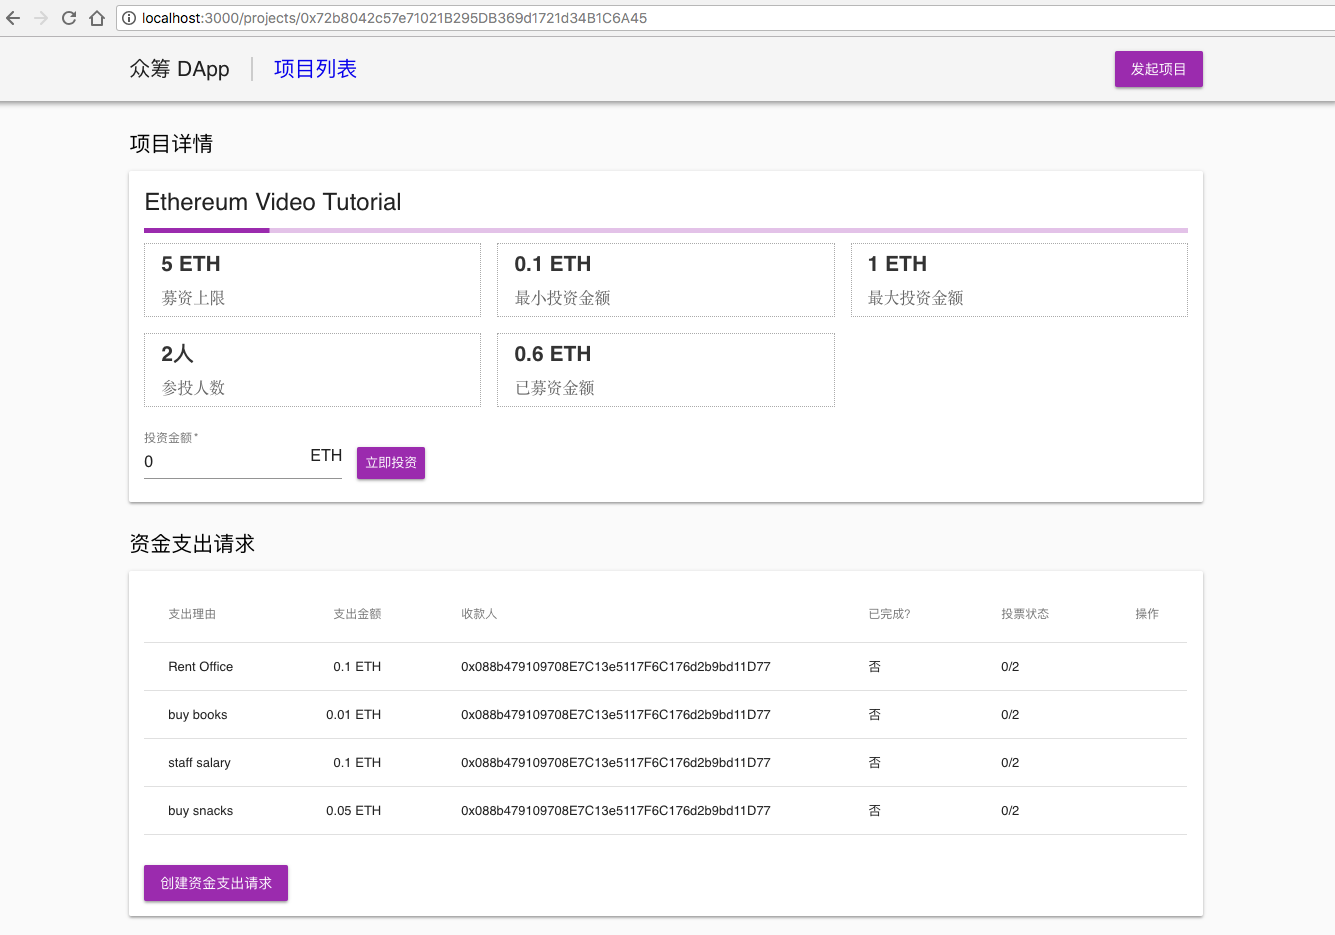 localhost:3000/projects/0x72b8042c57e71021B295DB369d1721d34B1C6A45
众筹 DApp 项目列表 发起项目
项目详情
Ethereum Video Tutorial
5 ETH 0.1 ETH 1 ETH
募资上限 最小投资金额 最大投资金额
2人 0.6 ETH
参投人数 已募资金额
投资金额*
0 ETH 立即投资
资金支出请求
支出理由 支出金额 收款人 已完成? 投票状态 操作
Rent Office 0.1 ETH 0x088b479109708E7C13e5117F6C176d2b9bd11D77 否 0/2
buy books 0.01 ETH 0x088b479109708E7C13e5117F6C176d2b9bd11D77 否 0/2
staff salary 0.1 ETH 0x088b479109708E7C13e5117F6C176d2b9bd11D77 否 0/2
buy snacks 0.05 ETH 0x088b479109708E7C13e5117F6C176d2b9bd11D77 否 0/2
创建资金支出请求